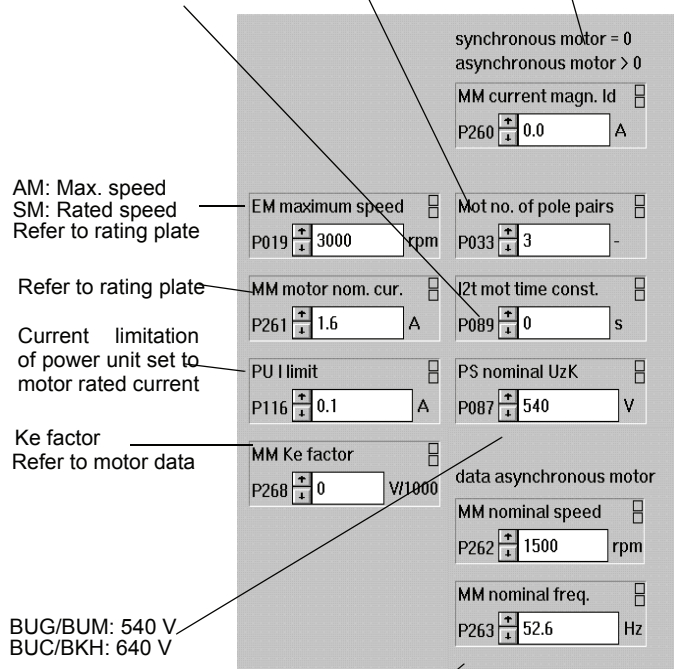 synchronous motor = 0
asynchronous motor > 0
MM current magn. Id
P260 0.0 A
AM: Max. speed
SM: Rated speed
Refer to rating plate
EM maximum speed
P019 3000 rpm
Mot no. of pole pairs
P033 3 -
Refer to rating plate
MM motor nom. cur.
P261 1.6 A
I2t mot time const.
P089 0 s
Current limitation
of power unit set to
motor rated current
PU I limit
P116 0.1 A
PS nominal UzK
P087 540 V
Ke factor
Refer to motor data
MM Ke factor
P268 0 V/1000
data asynchronous motor
MM nominal speed
P262 1500 rpm
MM nominal freq.
P263 52.6 Hz
BUG/BUM: 540 V
BUC/BKH: 640 V